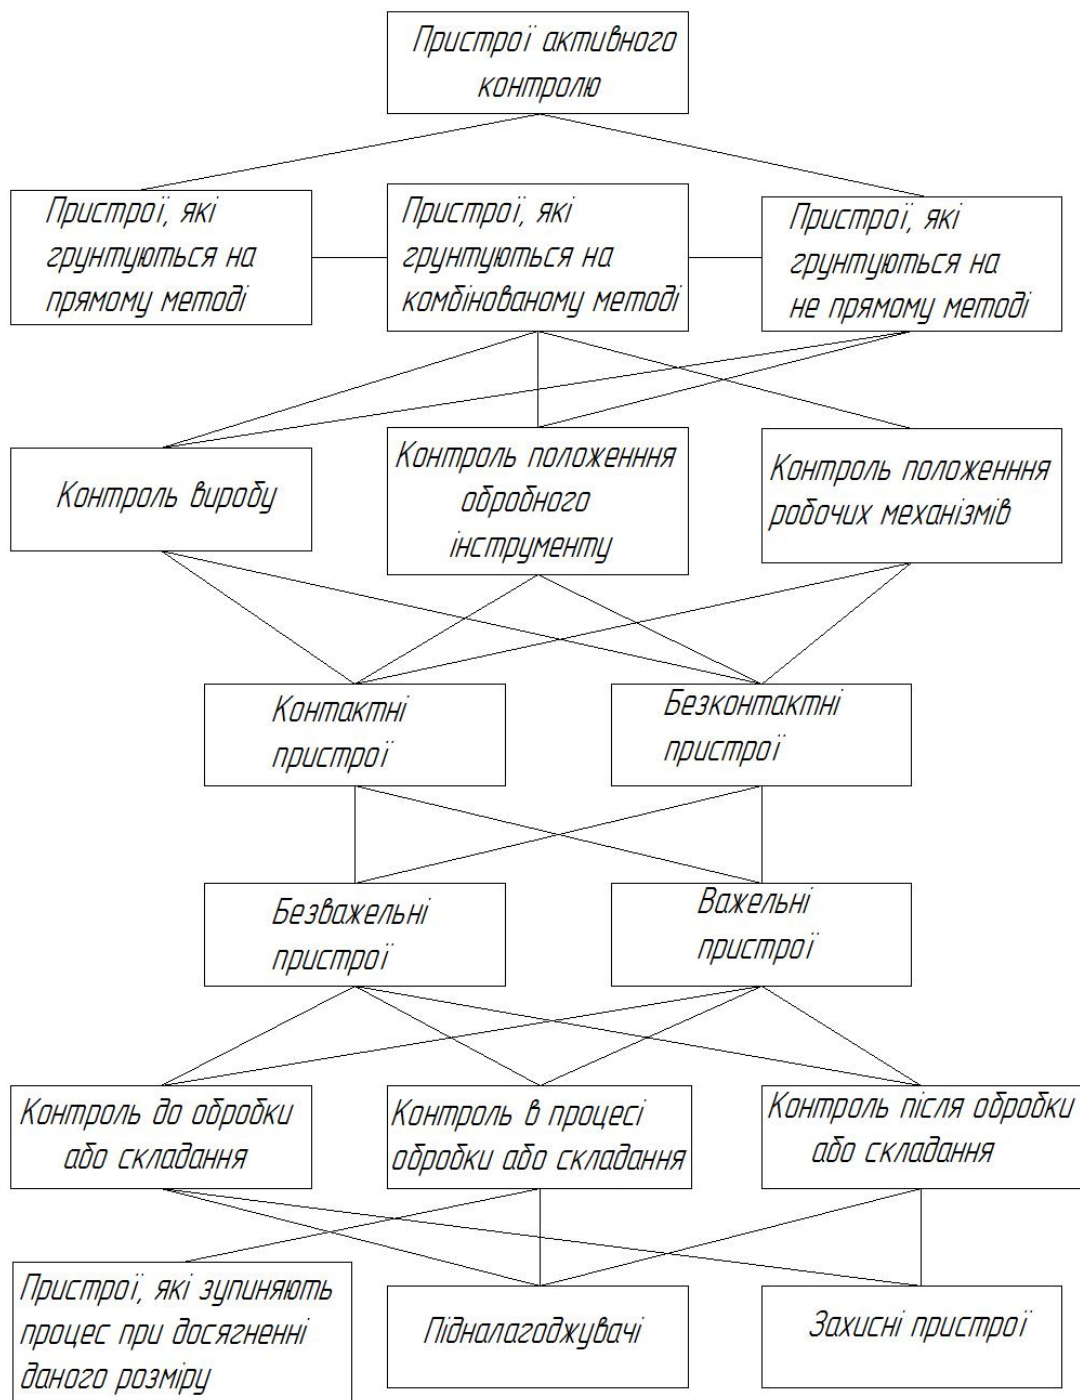 Пристрої активного
контролю
Пристрої, які
грунтуються на
прямому методі
Пристрої, які
грунтуються на
комбінованому методі
Пристрої, які
грунтуються на
не прямому методі
Контроль виробу
Контроль положенння
обробного
інструменту
Контроль положенння
робочих механізмів
Контактні
пристрої
Безконтактні
пристрої
Безважельні
пристрої
Важельні
пристрої
Контроль до обробки
або складання
Контроль в процесі
обробки або складання
Контроль після обробки
або складання
Пристрої, які зупиняють
процес при досягненні
даного розміру
Підналагоджувачі
Захисні пристрої